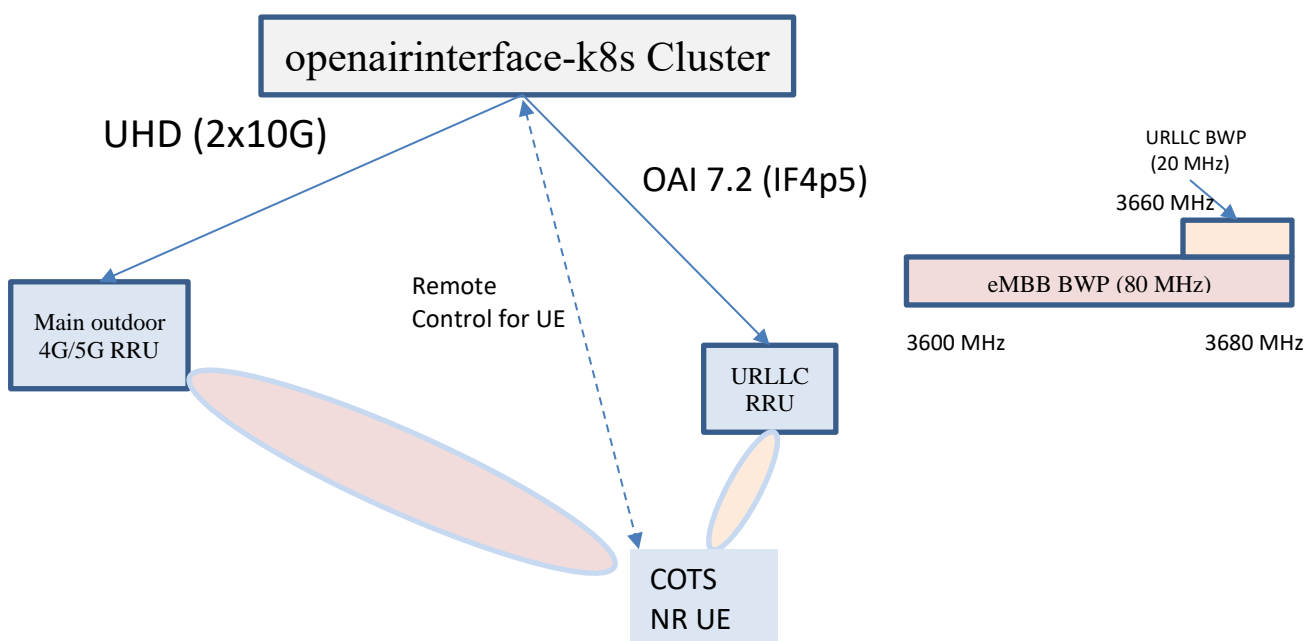 openairinterface-k8s Cluster
UHD (2x10G)
OAI 7.2 (IF4p5)
URLLC BWP
(20 MHz)
3660 MHz
eMBB BWP (80 MHz)
3600 MHz
3680 MHz
Remote
Control for UE
Main outdoor
4G/5G RRU
URLLC
RRU
COTS
NR UE